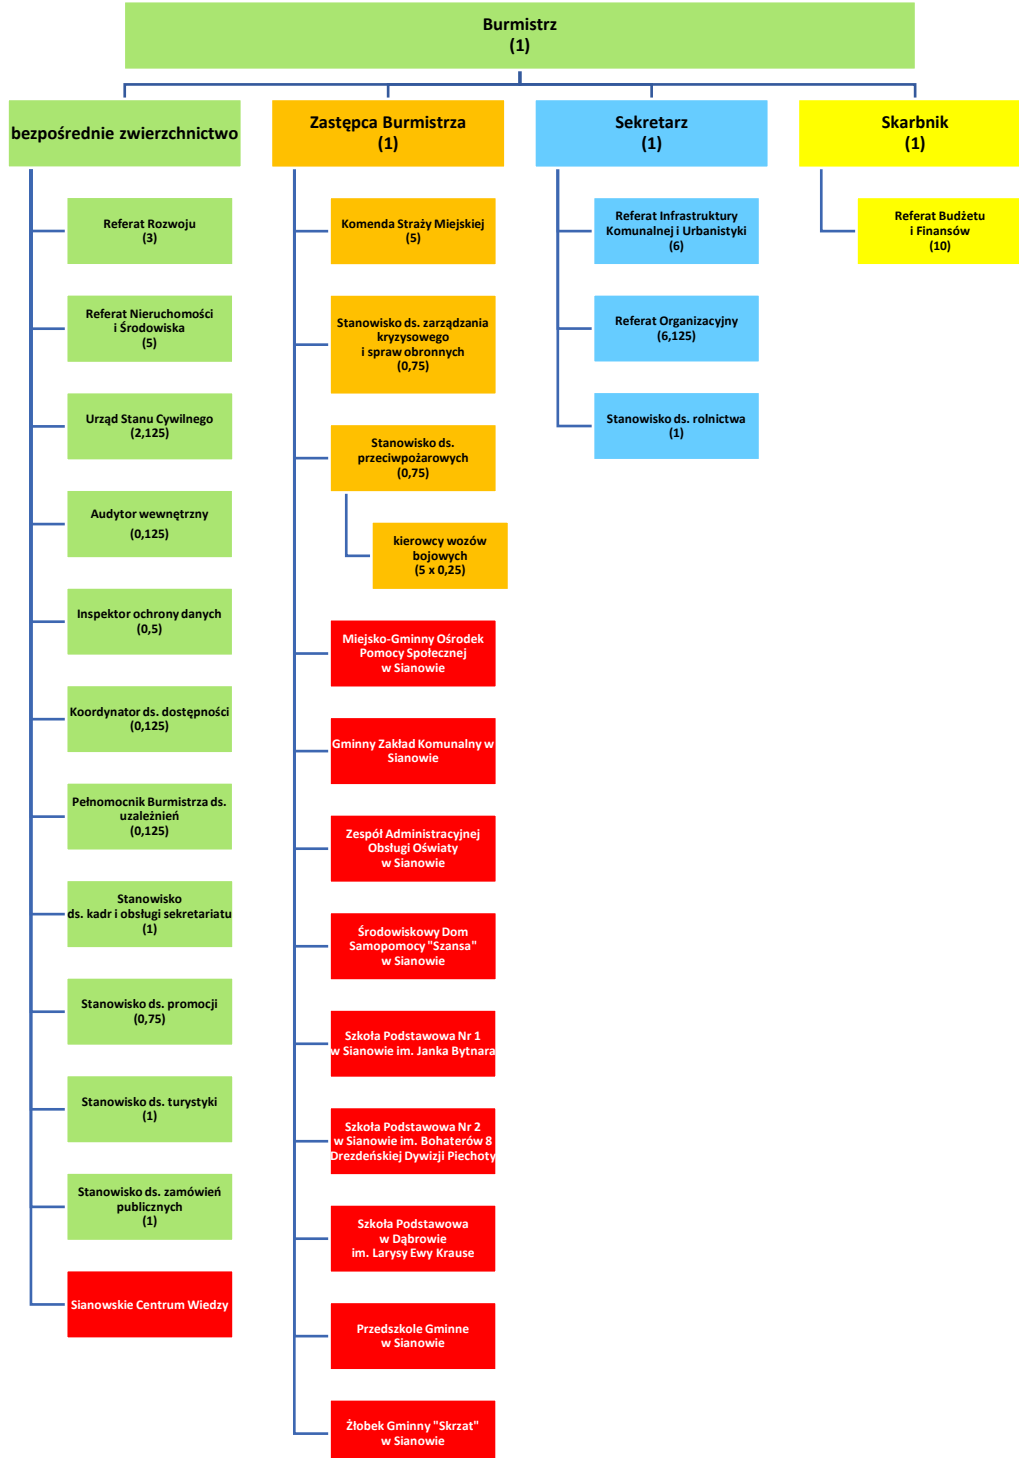 Burmistrz
(1)
bezpośrednie zwierzchnictwo
Zastępca Burmistrza
(1)
Sekretarz
(1)
Skarbnik
(1)
Referat Rozwoju
(3)
Referat Nieruchomości
i Środowiska
(5)
Urząd Stanu Cywilnego
(2,125)
Audytor wewnętrzny
(0,125)
Inspektor ochrony danych
(0,5)
Koordynator ds. dostępności
(0,125)
Pełnomocnik Burmistrza ds.
uzależnień
(0,125)
Stanowisko
ds. kadr i obsługi sekretariatu
(1)
Stanowisko ds. promocji
(0,75)
Stanowisko ds. turystyki
(1)
Stanowisko ds. zamówień
publicznych
(1)
Sianowskie Centrum Wiedzy
Komenda Straży Miejskiej
(5)
Stanowisko ds. zarządzania
kryzysowego
i spraw obronnych
(0,75)
Stanowisko ds.
przeciwpożarowych
(0,75)
kierowcy wozów
bojowych
(5 x 0,25)
Miejsko-Gminny Ośrodek
Pomocy Społecznej
w Sianowie
Gminny Zakład Komunalny w
Sianowie
Zespół Administracyjnej
Obsługi Oświaty
w Sianowie
Środowiskowy Dom
Samopomocy "Szansa"
w Sianowie
Szkoła Podstawowa Nr 1
w Sianowie im. Janka Bytnara
Szkoła Podstawowa Nr 2
w Sianowie im. Bohaterów 8
Drezdeńskiej Dywizji Piechoty
Szkoła Podstawowa
w Dąbrowie
im. Larysy Ewy Krause
Przedszkole Gminne
w Sianowie
Żłobek Gminny "Skrzat"
w Sianowie
Referat Infrastruktury
Komunalnej i Urbanistyki
(6)
Referat Organizacyjny
(6,125)
Stanowisko ds. rolnictwa
(1)
Referat Budżetu
i Finansów
(10)